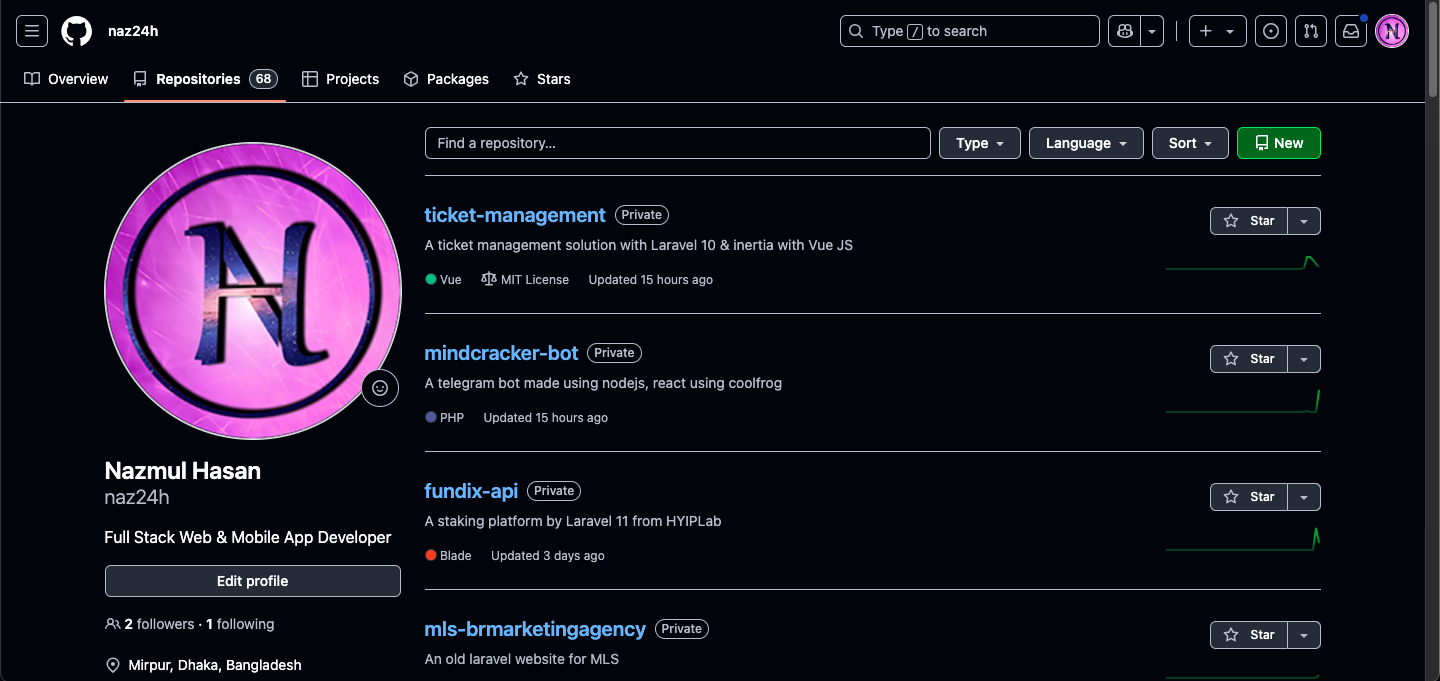 naz24h
Type / to search
Overview
Repositories 68
Projects
Packages
Stars
Find a repository...
Type
Language
Sort
New
N
Nazmul Hasan
naz24h
Full Stack Web & Mobile App Developer
Edit profile
2 followers · 1 following
Mirpur, Dhaka, Bangladesh
ticket-management Private
Star
A ticket management solution with Laravel 10 & inertia with Vue JS
Vue MIT License Updated 15 hours ago
mindcracker-bot Private
Star
A telegram bot made using nodejs, react using coolfrog
PHP Updated 15 hours ago
fundix-api Private
Star
A staking platform by Laravel 11 from HYIPLab
Blade Updated 3 days ago
mls-brmarketingagency Private
Star
An old laravel website for MLS